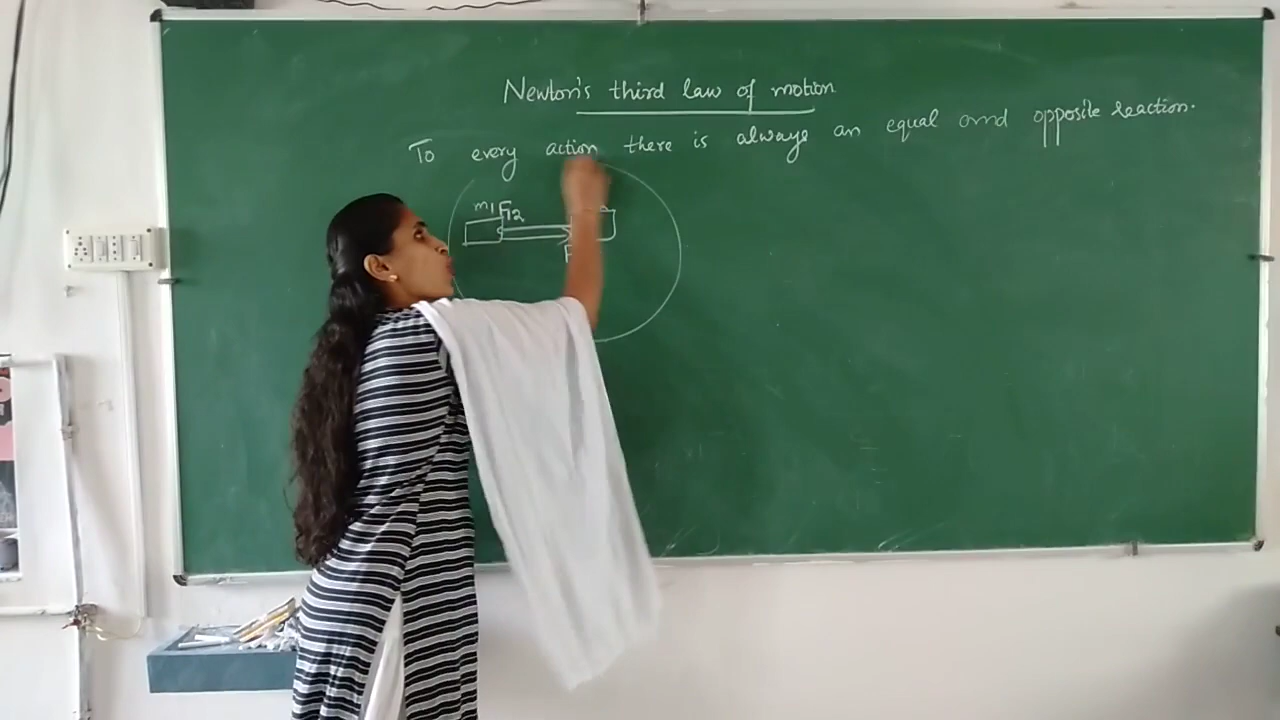 Newton's third law of motion
To every action there is always an equal and opposite reaction.
m1 F12
F